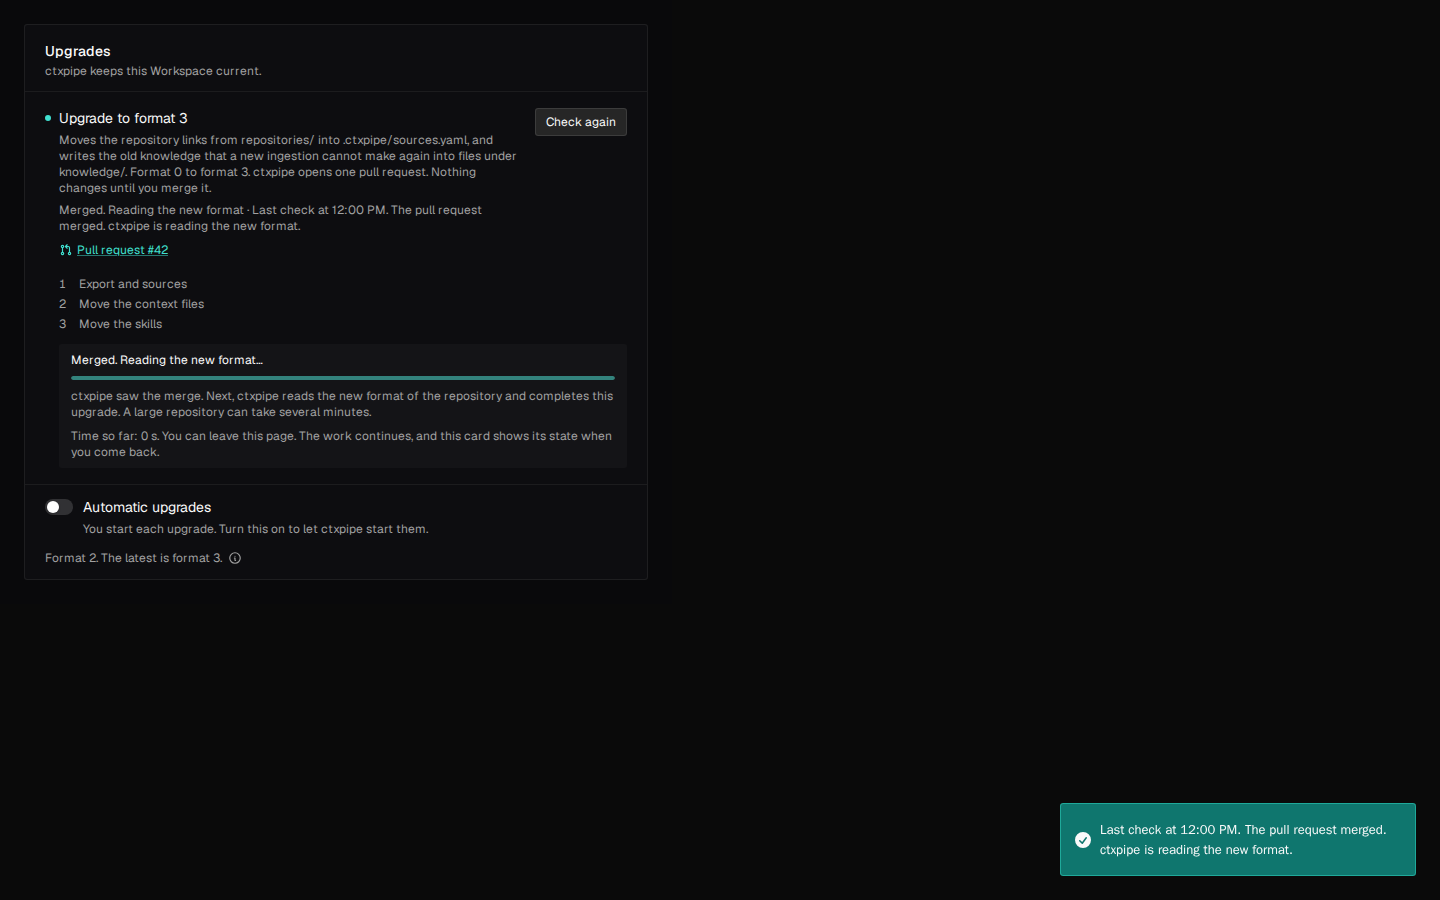 Upgrades
ctxpipe keeps this Workspace current.
Upgrade to format 3
Check again
Moves the repository links from repositories/ into .ctxpipe/sources.yaml, and
writes the old knowledge that a new ingestion cannot make again into files under
knowledge/. Format 0 to format 3. ctxpipe opens one pull request. Nothing
changes until you merge it.
Merged. Reading the new format · Last check at 12:00 PM. The pull request
merged. ctxpipe is reading the new format.
Pull request #42
1 Export and sources
2 Move the context files
3 Move the skills
Merged. Reading the new format…
ctxpipe saw the merge. Next, ctxpipe reads the new format of the repository and completes this
upgrade. A large repository can take several minutes.
Time so far: 0 s. You can leave this page. The work continues, and this card shows its state when
you come back.
Automatic upgrades
You start each upgrade. Turn this on to let ctxpipe start them.
Format 2. The latest is format 3.
Last check at 12:00 PM. The pull request merged.
ctxpipe is reading the new format.